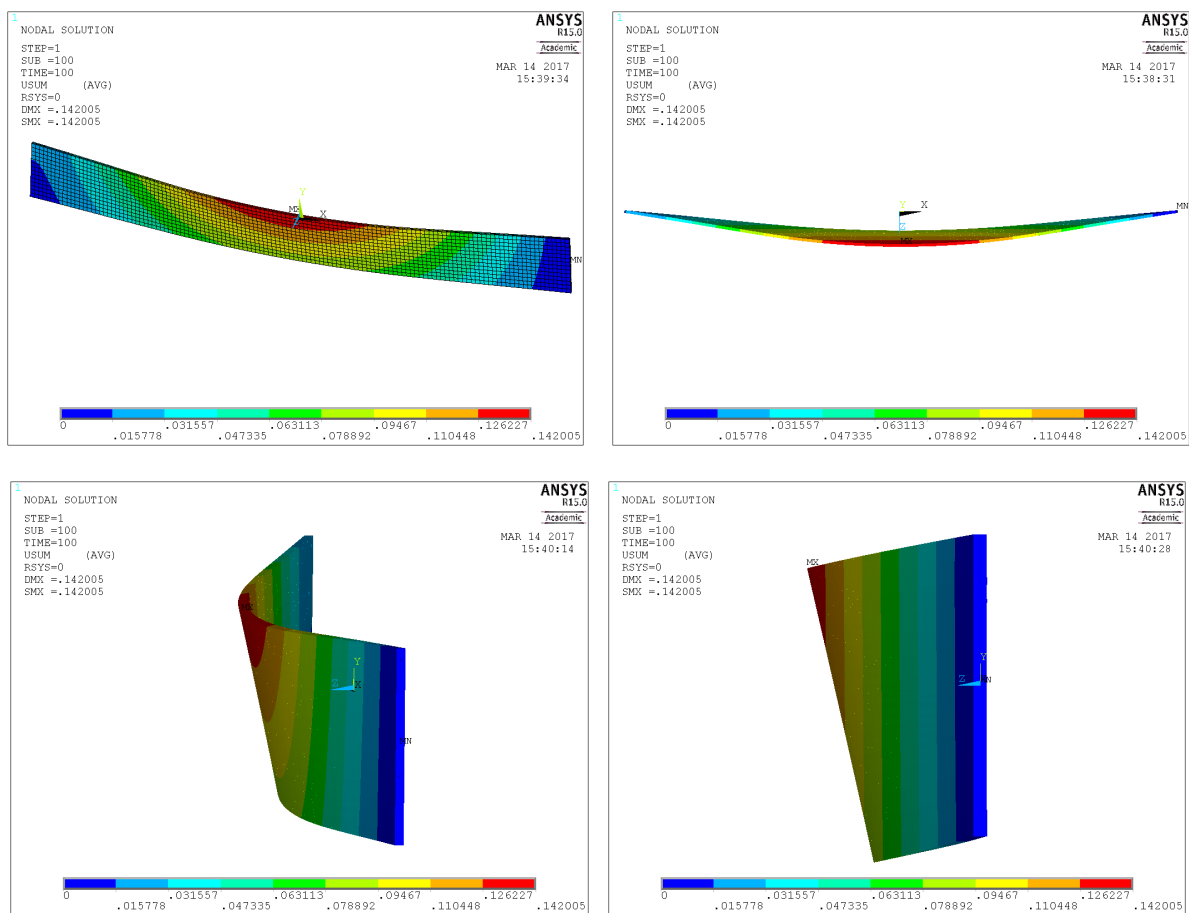 1
NODAL SOLUTION
STEP=1
SUB =100
TIME=100
USUM (AVG)
RSYS=0
DMX =.142005
SMX =.142005
ANSYS
R15.0
Academic
MAR 14 2017
15:39:34
Y
MX
X
Z
MN
0 .031557 .063113 .09467 .126227
.015778 .047335 .078892 .110448 .142005
1
NODAL SOLUTION
STEP=1
SUB =100
TIME=100
USUM (AVG)
RSYS=0
DMX =.142005
SMX =.142005
ANSYS
R15.0
Academic
MAR 14 2017
15:38:31
Y X
MN
Z
MX
0 .031557 .063113 .09467 .126227
.015778 .047335 .078892 .110448 .142005
1
NODAL SOLUTION
STEP=1
SUB =100
TIME=100
USUM (AVG)
RSYS=0
DMX =.142005
SMX =.142005
ANSYS
R15.0
Academic
MAR 14 2017
15:40:14
MX
Y
Z X
MN
0 .031557 .063113 .09467 .126227
.015778 .047335 .078892 .110448 .142005
1
NODAL SOLUTION
STEP=1
SUB =100
TIME=100
USUM (AVG)
RSYS=0
DMX =.142005
SMX =.142005
ANSYS
R15.0
Academic
MAR 14 2017
15:40:28
MX
Y
Z MN
0 .031557 .063113 .09467 .126227
.015778 .047335 .078892 .110448 .142005